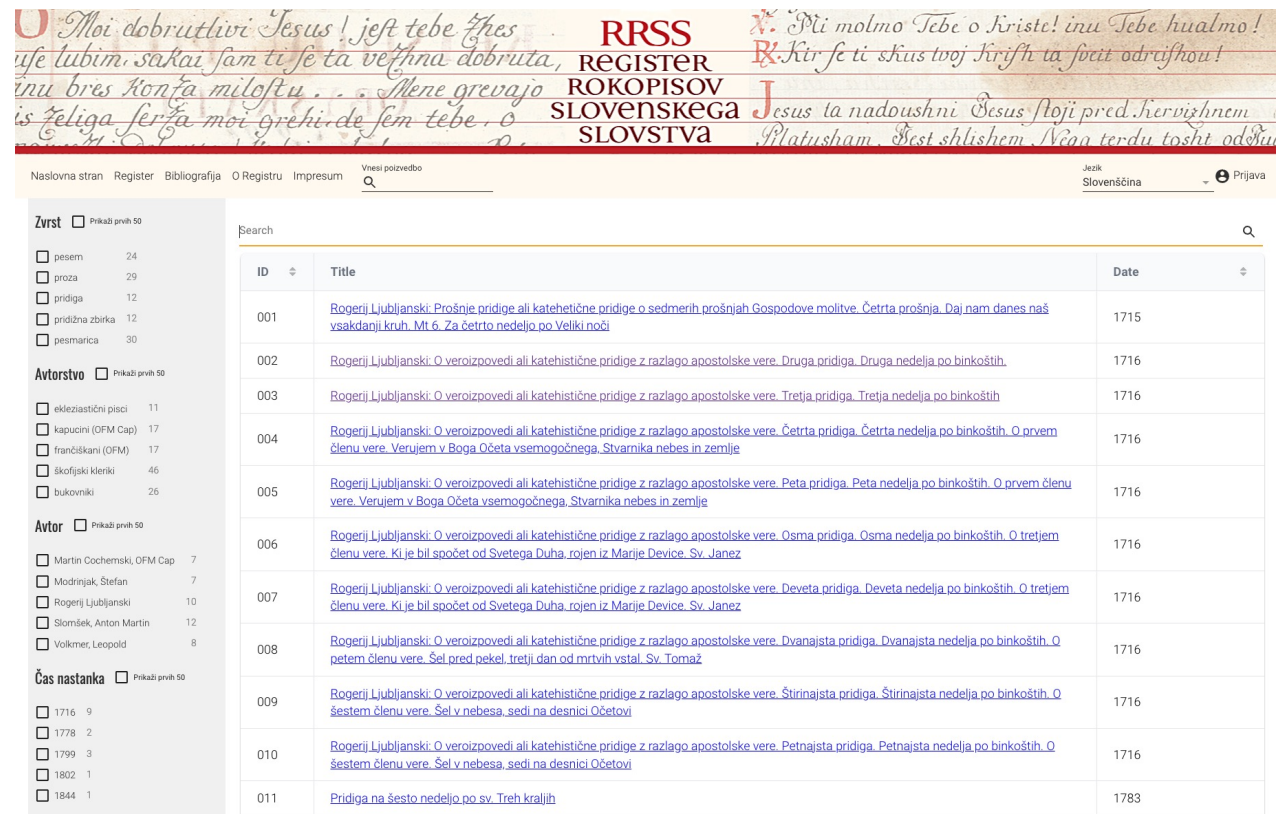 O Moi dobrutlivi Jesus! jest tebe
lubim. sakai sam ti se ta vezhna dobruta,
inu bres Konza milostu . . . Mene grevajo
moi grehi. de sem tebe. o
RRSS
REGISTER
ROKOPISOV
SLOVENSKEGA
SLOVSTVA
Mi molmo Tebe o Kriste! inu Tebe hualmo!
Kir se ti skus tvoj Krish ta sveit odreishou!
Jesus ta nadoushni Jesus stoji pred
Pilatusham. Jest shlishem. terdu
Naslovna stran Register Bibliografija O Registru Impresum
Vnesi poizvedbo
Jezik
Slovenščina
Prijava
Zvrst Prikaži prvih 50
pesem 24
proza 29
pridiga 12
pridižna zbirka 12
pesmarica 30
Avtorstvo Prikaži prvih 50
ekleziastični pisci 11
kapucini (OFM Cap) 17
frančiškani (OFM) 17
škofijski kleriki 46
bukovniki 26
Avtor Prikaži prvih 50
Martin Cochemski, OFM Cap 7
Modrinjak, Štefan 7
Rogerij Ljubljanski 10
Slomšek, Anton Martin 12
Volkmer, Leopold 8
Čas nastanka Prikaži prvih 50
1716 9
1778 2
1799 3
1802 1
1844 1
Search
ID Title Date
001 Rogerij Ljubljanski: Prošnje pridige ali katehetične pridige o sedmerih prošnjah Gospodove molitve. Četrta prošnja. Daj nam danes naš 1715
vsakdanji kruh. Mt 6. Za četrto nedeljo po Veliki noči
002 Rogerij Ljubljanski: O veroizpovedi ali katehistične pridige z razlago apostolske vere. Druga pridiga. Druga nedelja po binkoštih. 1716
003 Rogerij Ljubljanski: O veroizpovedi ali katehistične pridige z razlago apostolske vere. Tretja pridiga. Tretja nedelja po binkoštih 1716
004 Rogerij Ljubljanski: O veroizpovedi ali katehistične pridige z razlago apostolske vere. Četrta pridiga. Četrta nedelja po binkoštih. O prvem 1716
členu vere. Verujem v Boga Očeta vsemogočnega, Stvarnika nebes in zemlje
005 Rogerij Ljubljanski: O veroizpovedi ali katehistične pridige z razlago apostolske vere. Peta pridiga. Peta nedelja po binkoštih. O prvem členu 1716
vere. Verujem v Boga Očeta vsemogočnega, Stvarnika nebes in zemlje
006 Rogerij Ljubljanski: O veroizpovedi ali katehistične pridige z razlago apostolske vere. Osma pridiga. Osma nedelja po binkoštih. O tretjem 1716
členu vere. Ki je bil spočet od Svetega Duha, rojen iz Marije Device. Sv. Janez
007 Rogerij Ljubljanski: O veroizpovedi ali katehistične pridige z razlago apostolske vere. Deveta pridiga. Deveta nedelja po binkoštih. O tretjem 1716
členu vere. Ki je bil spočet od Svetega Duha, rojen iz Marije Device. Sv. Janez
008 Rogerij Ljubljanski: O veroizpovedi ali katehistične pridige z razlago apostolske vere. Dvanajsta pridiga. Dvanajsta nedelja po binkoštih. O 1716
petem členu vere. Šel pred pekel, tretji dan od mrtvih vstal. Sv. Tomaž
009 Rogerij Ljubljanski: O veroizpovedi ali katehistične pridige z razlago apostolske vere. Štirinajsta pridiga. Štirinajsta nedelja po binkoštih. O 1716
šestem členu vere. Šel v nebesa, sedi na desnici Očetovi
010 Rogerij Ljubljanski: O veroizpovedi ali katehistične pridige z razlago apostolske vere. Petnajsta pridiga. Petnajsta nedelja po binkoštih. O 1716
šestem členu vere. Šel v nebesa, sedi na desnici Očetovi
011 Pridiga na šesto nedeljo po sv. Treh kraljih 1783